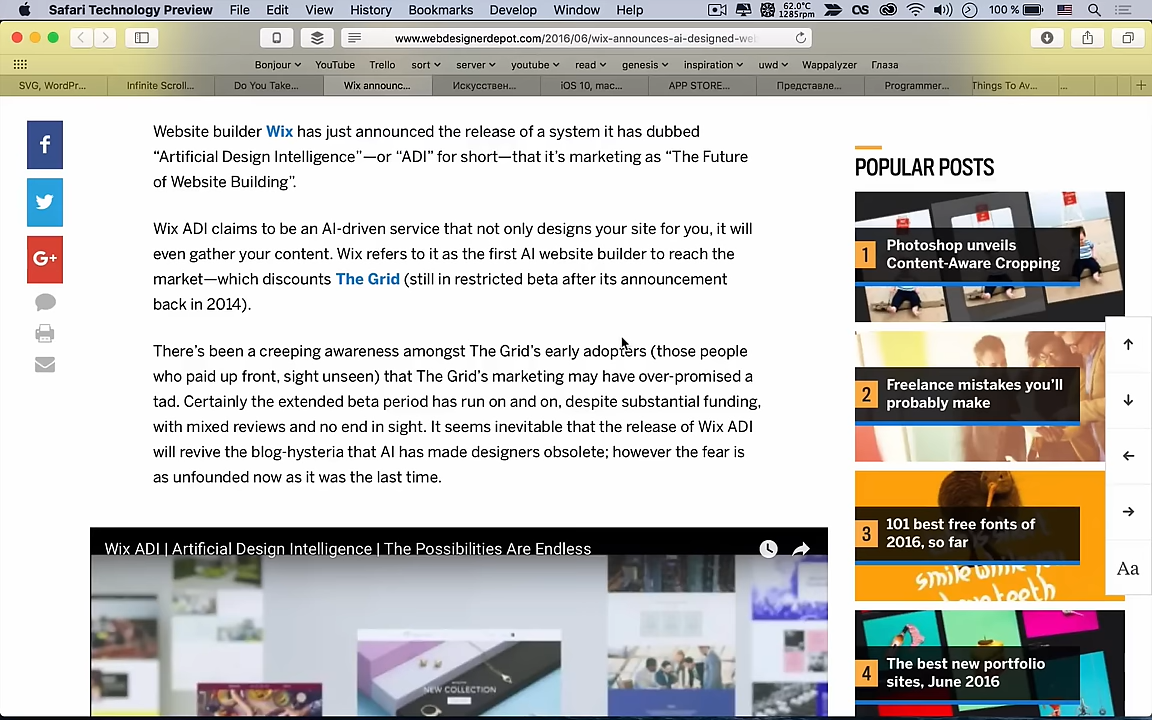 Safari Technology Preview File Edit View History Bookmarks Develop Window Help 62.0°C 1285rpm OS 100 %
www.webdesignerdepot.com/2016/06/wix-announces-ai-designed-we
Bonjour YouTube Trello sort server youtube read genesis inspiration uwd Wappalyzer Глаза
SVG, WordPr... Infinite Scroll... Do You Take... Wix announc... Искусствен... iOS 10, mac... APP STORE... Представле... Programmer... Things To Av... ...
Website builder Wix has just announced the release of a system it has dubbed
“Artificial Design Intelligence”—or “ADI” for short—that it’s marketing as “The Future
of Website Building”.
Wix ADI claims to be an AI-driven service that not only designs your site for you, it will
even gather your content. Wix refers to it as the first AI website builder to reach the
market—which discounts The Grid (still in restricted beta after its announcement
back in 2014).
There’s been a creeping awareness amongst The Grid’s early adopters (those people
who paid up front, sight unseen) that The Grid’s marketing may have over-promised a
tad. Certainly the extended beta period has run on and on, despite substantial funding,
with mixed reviews and no end in sight. It seems inevitable that the release of Wix ADI
will revive the blog-hysteria that AI has made designers obsolete; however the fear is
as unfounded now as it was the last time.
Wix ADI | Artificial Design Intelligence | The Possibilities Are Endless
NEW COLLECTION
f
G+
POPULAR POSTS
1 Photoshop unveils
Content-Aware Cropping
2 Freelance mistakes you’ll
probably make
3 101 best free fonts of
2016, so far
smile while you
have teeth
4 The best new portfolio
sites, June 2016
Aa